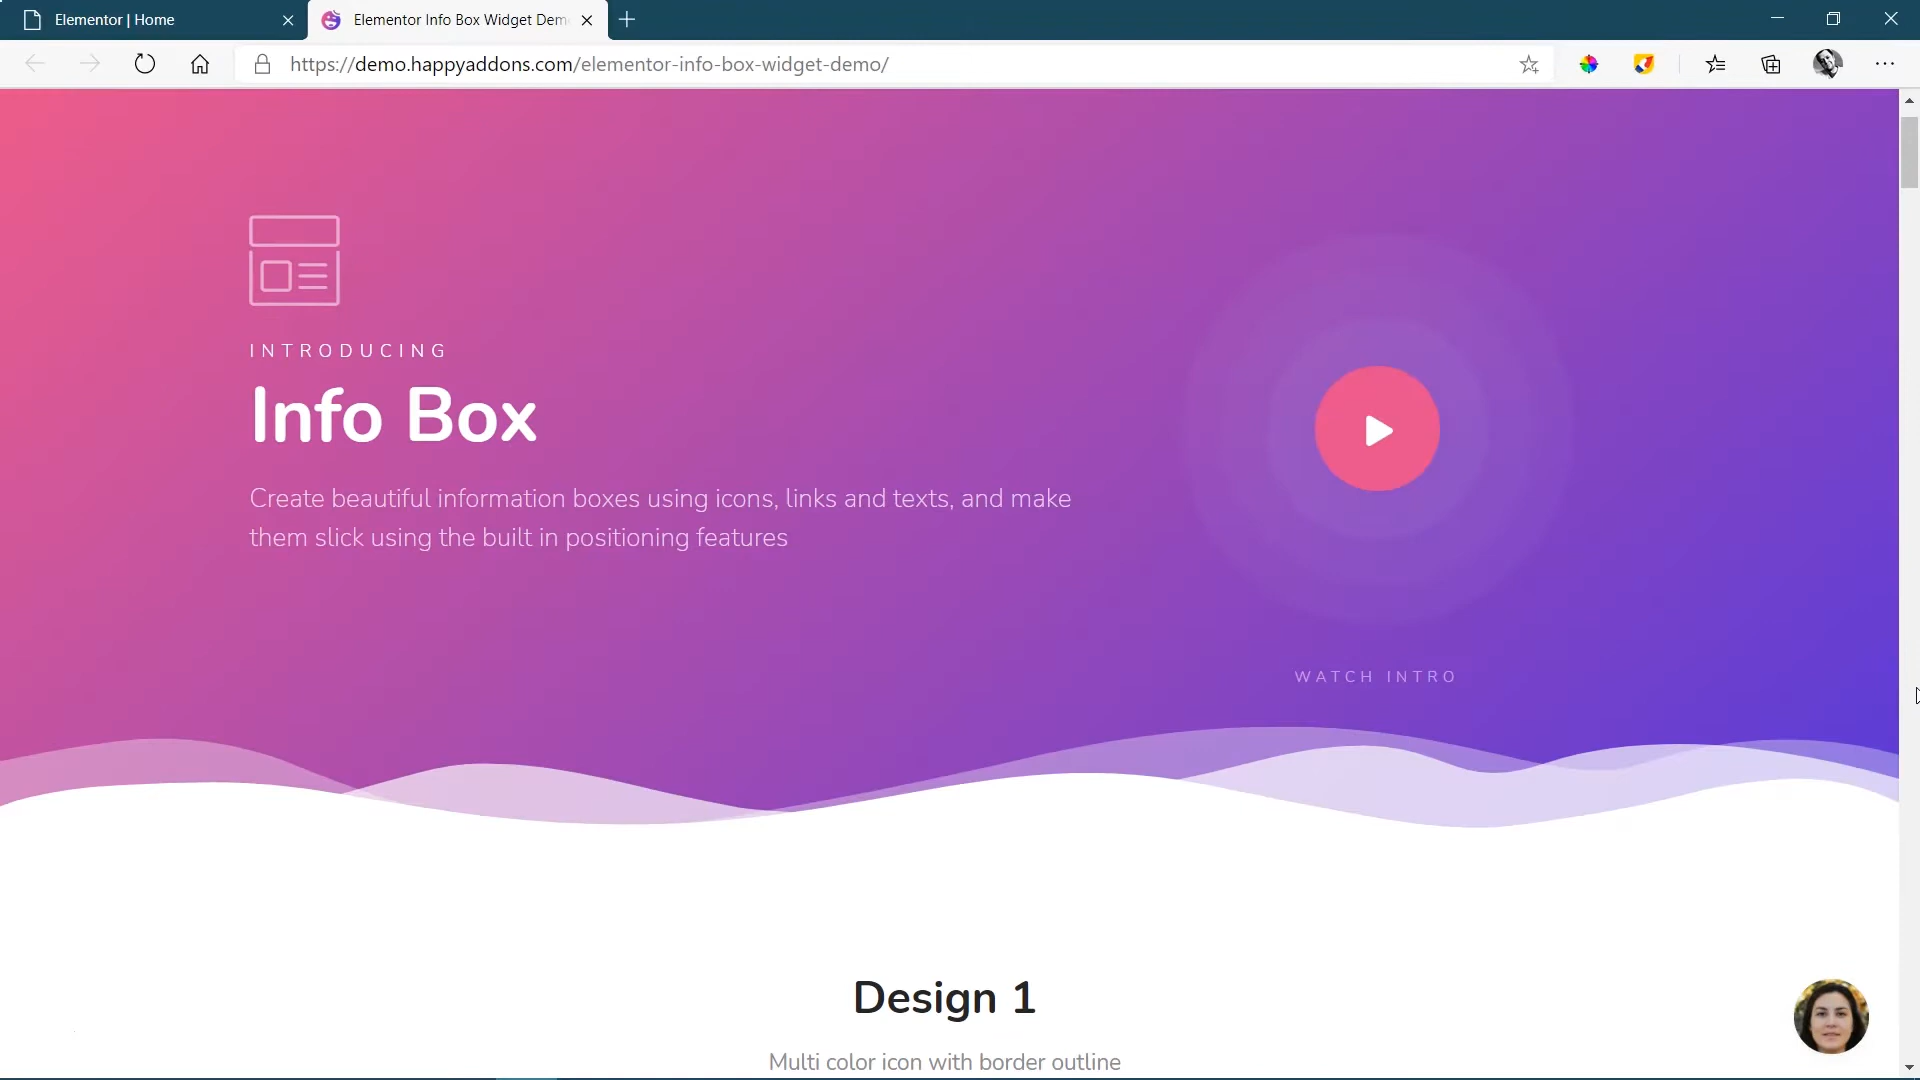 Elementor | Home
Elementor Info Box Widget Dem
https://demo.happyaddons.com/elementor-info-box-widget-demo/
INTRODUCING
Info Box
Create beautiful information boxes using icons, links and texts, and make
them slick using the built in positioning features
WATCH INTRO
Design 1
Multi color icon with border outline